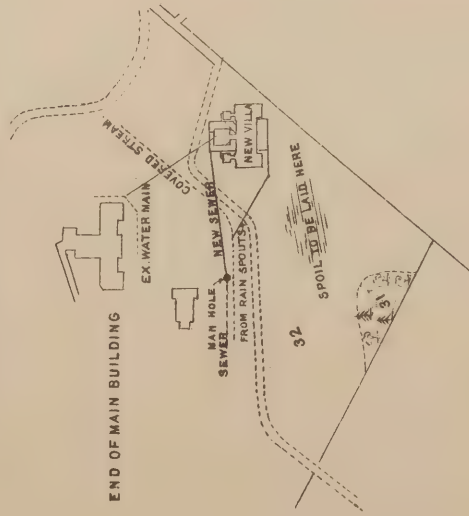 END OF MAIN BUILDING
EX WATER MAIN
COVERED STREAM
NEW VILLA
NEW SEWER
MAN HOLE
SEWER
FROM RAIN SPOUTS
SPOIL TO BE LAID HERE
32
31